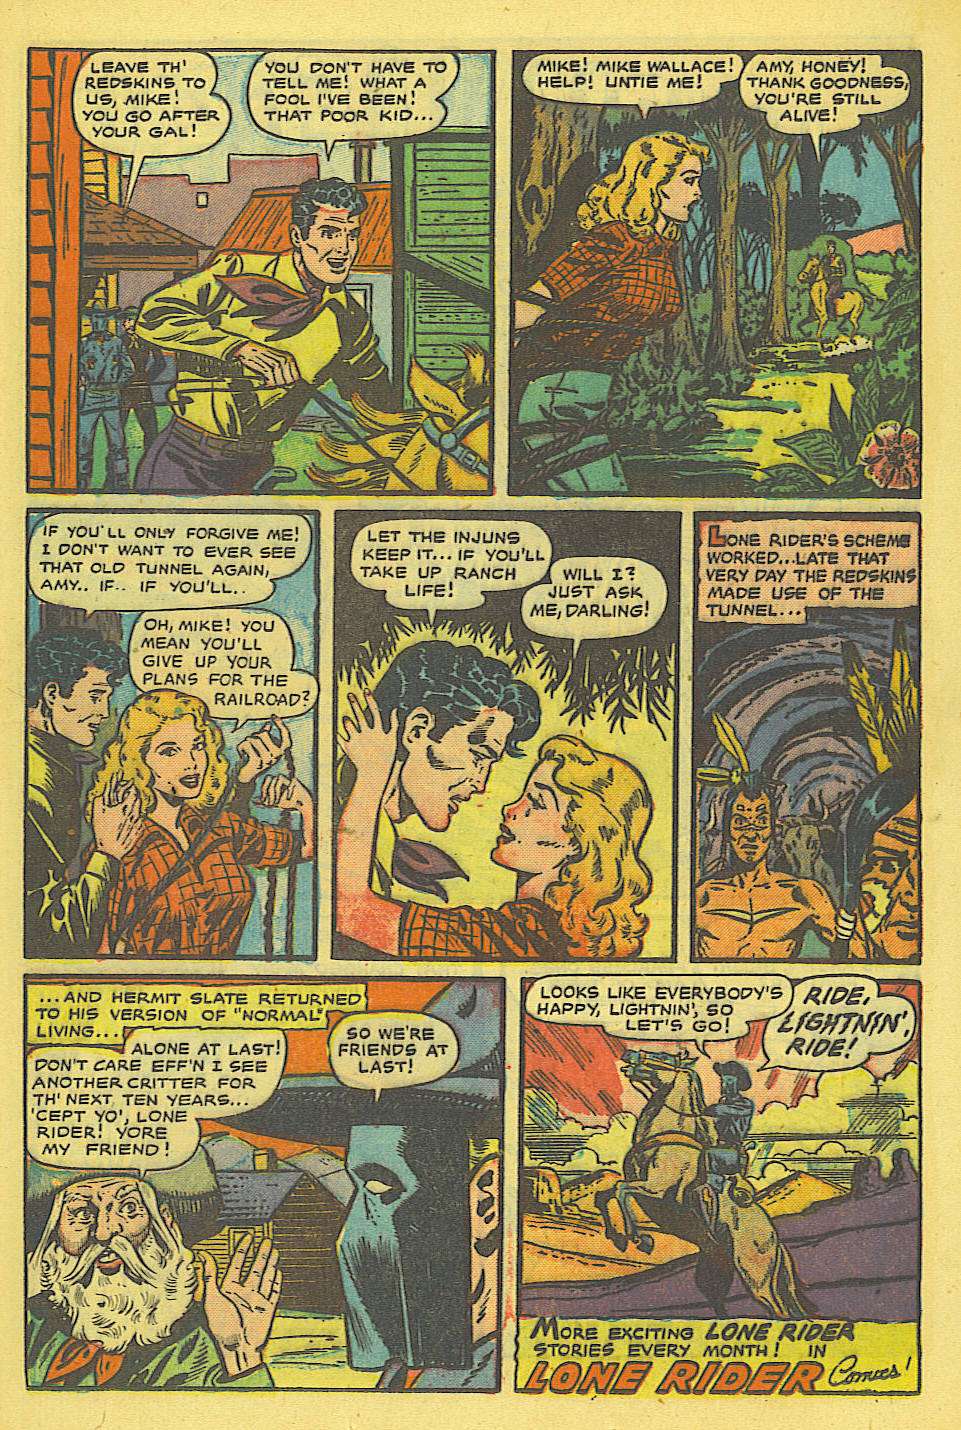 LEAVE TH'
REDSKINS TO
US, MIKE!
YOU GO AFTER
YOUR GAL!
YOU DON'T HAVE TO
TELL ME! WHAT A
FOOL I'VE BEEN!
THAT POOR KID...
MIKE! MIKE WALLACE!
HELP! UNTIE ME!
AMY, HONEY!
THANK GOODNESS,
YOU'RE STILL
ALIVE!
IF YOU'LL ONLY FORGIVE ME!
I DON'T WANT TO EVER SEE
THAT OLD TUNNEL AGAIN,
AMY.. IF.. IF YOU'LL..
OH, MIKE! YOU
MEAN YOU'LL
GIVE UP YOUR
PLANS FOR THE
RAILROAD?
LET THE INJUNS
KEEP IT... IF YOU'LL
TAKE UP RANCH
LIFE!
WILL I?
JUST ASK
ME, DARLING!
LONE RIDER'S SCHEME
WORKED...LATE THAT
VERY DAY THE REDSKINS
MADE USE OF THE
TUNNEL...
...AND HERMIT SLATE RETURNED
TO HIS VERSION OF "NORMAL"
LIVING...
ALONE AT LAST!
DON'T CARE EFF'N I SEE
ANOTHER CRITTER FOR
TH' NEXT TEN YEARS...
'CEPT YO', LONE
RIDER! YORE
MY FRIEND!
SO WE'RE
FRIENDS AT
LAST!
LOOKS LIKE EVERYBODY'S
HAPPY, LIGHTNIN', SO
LET'S GO!
RIDE,
LIGHTNIN',
RIDE!
MORE EXCITING LONE RIDER
STORIES EVERY MONTH! IN
LONE RIDER Comics!